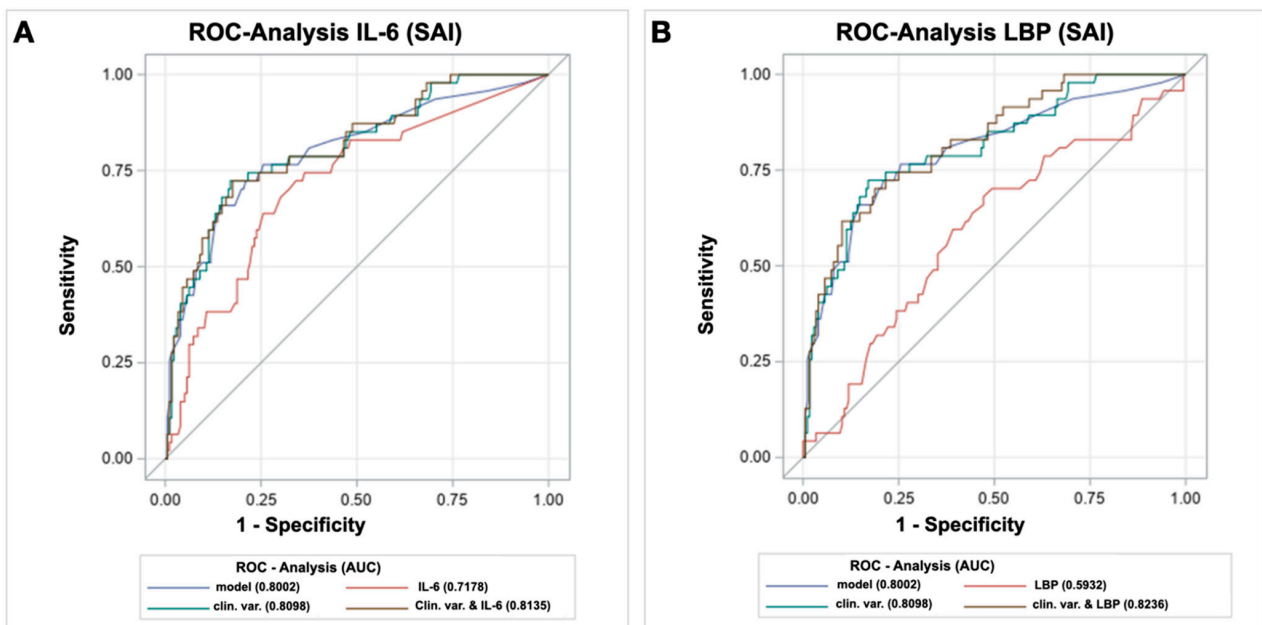 A
ROC-Analysis IL-6 (SAI)
1.00
0.75
0.50
0.25
0.00
Sensitivity
0.00 0.25 0.50 0.75 1.00
1 - Specificity
ROC - Analysis (AUC)
model (0.8002) IL-6 (0.7178)
clin. var. (0.8098) Clin. var. & IL-6 (0.8135)
B
ROC-Analysis LBP (SAI)
1.00
0.75
0.50
0.25
0.00
Sensitivity
0.00 0.25 0.50 0.75 1.00
1 - Specificity
ROC - Analysis (AUC)
model (0.8002) LBP (0.5932)
clin. var. (0.8098) clin. var. & LBP (0.8236)